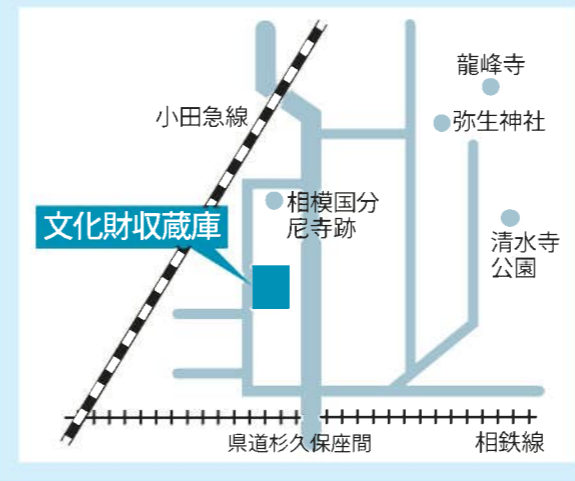 龍峰寺
小田急線
弥生神社
相模国分
尼寺跡
文化財収蔵庫
清水寺
公園
県道杉久保座間
相鉄線